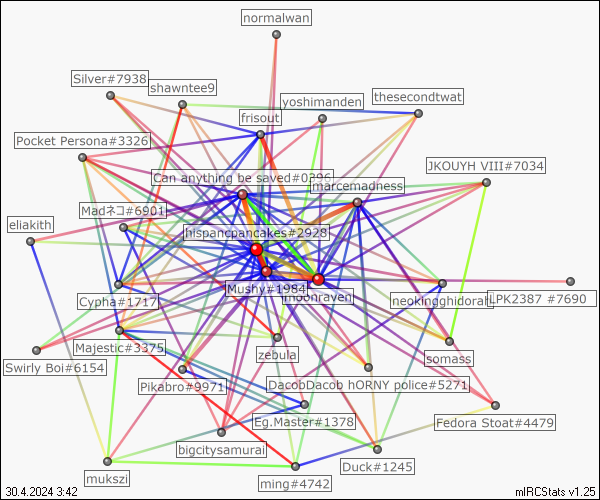 normalwan
Silver#7938
shawntee9
yoshimanden
thesecondtwat
frisout
Pocket Persona#3326
JKOUYH VIII#7034
Can anything be saved#0396
marcemadness
Madネコ#6901
eliakith
hispancpancakes#2928
Mushy#1984
moonraven
Cypha#1717
neokingghidorah
LPK2387 #7690
Majestic#3375
zebula
somass
Swirly Boi#6154
Pikabro#9971
DacobDacob hORNY police#5271
Eg.Master#1378
Fedora Stoat#4479
bigcitysamurai
Duck#1245
mukszi
ming#4742
30.4.2024 3:42
mIRCStats v1.25